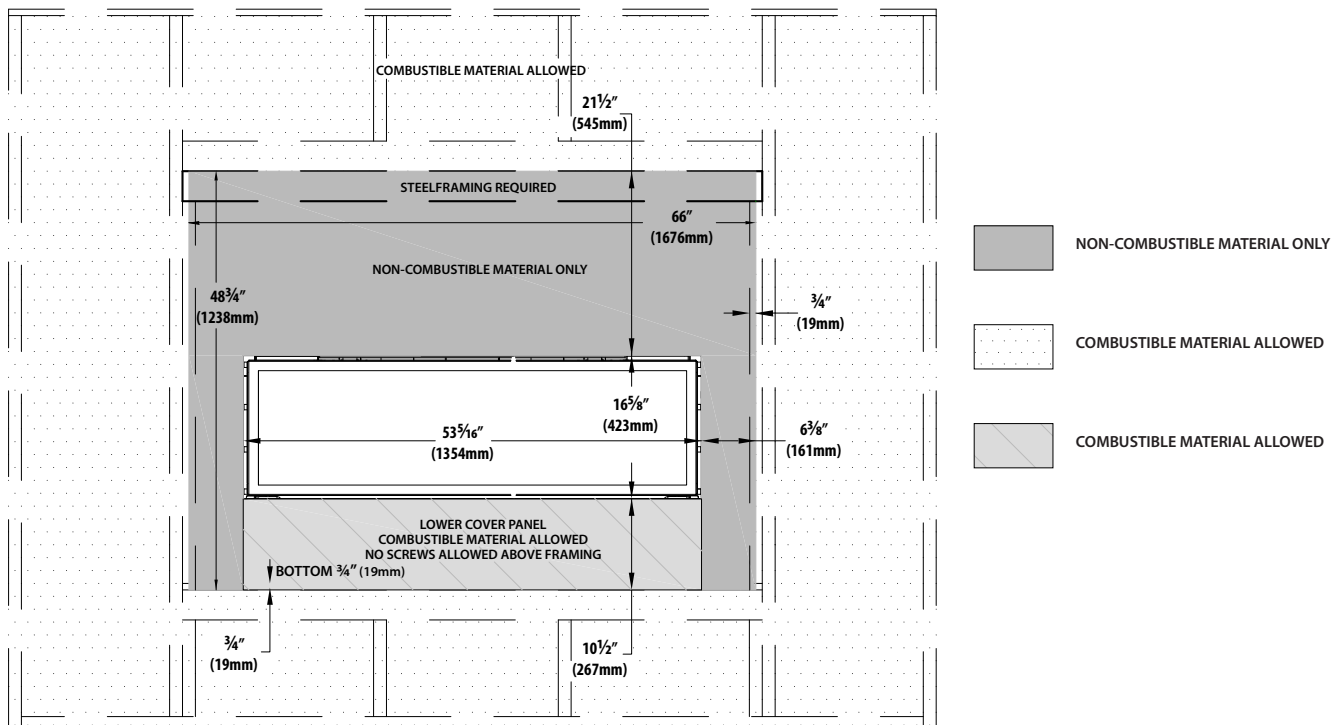 COMBUSTIBLE MATERIAL ALLOWED
21½"
(545mm)
STEELFRAMING REQUIRED
66"
(1676mm)
NON-COMBUSTIBLE MATERIAL ONLY
48¾"
(1238mm)
¾"
(19mm)
16⅝"
(423mm)
53⁵⁄₁₆"
(1354mm)
6⅜"
(161mm)
LOWER COVER PANEL
COMBUSTIBLE MATERIAL ALLOWED
NO SCREWS ALLOWED ABOVE FRAMING
BOTTOM ¾" (19mm)
¾"
(19mm)
10½"
(267mm)
NON-COMBUSTIBLE MATERIAL ONLY
COMBUSTIBLE MATERIAL ALLOWED
COMBUSTIBLE MATERIAL ALLOWED